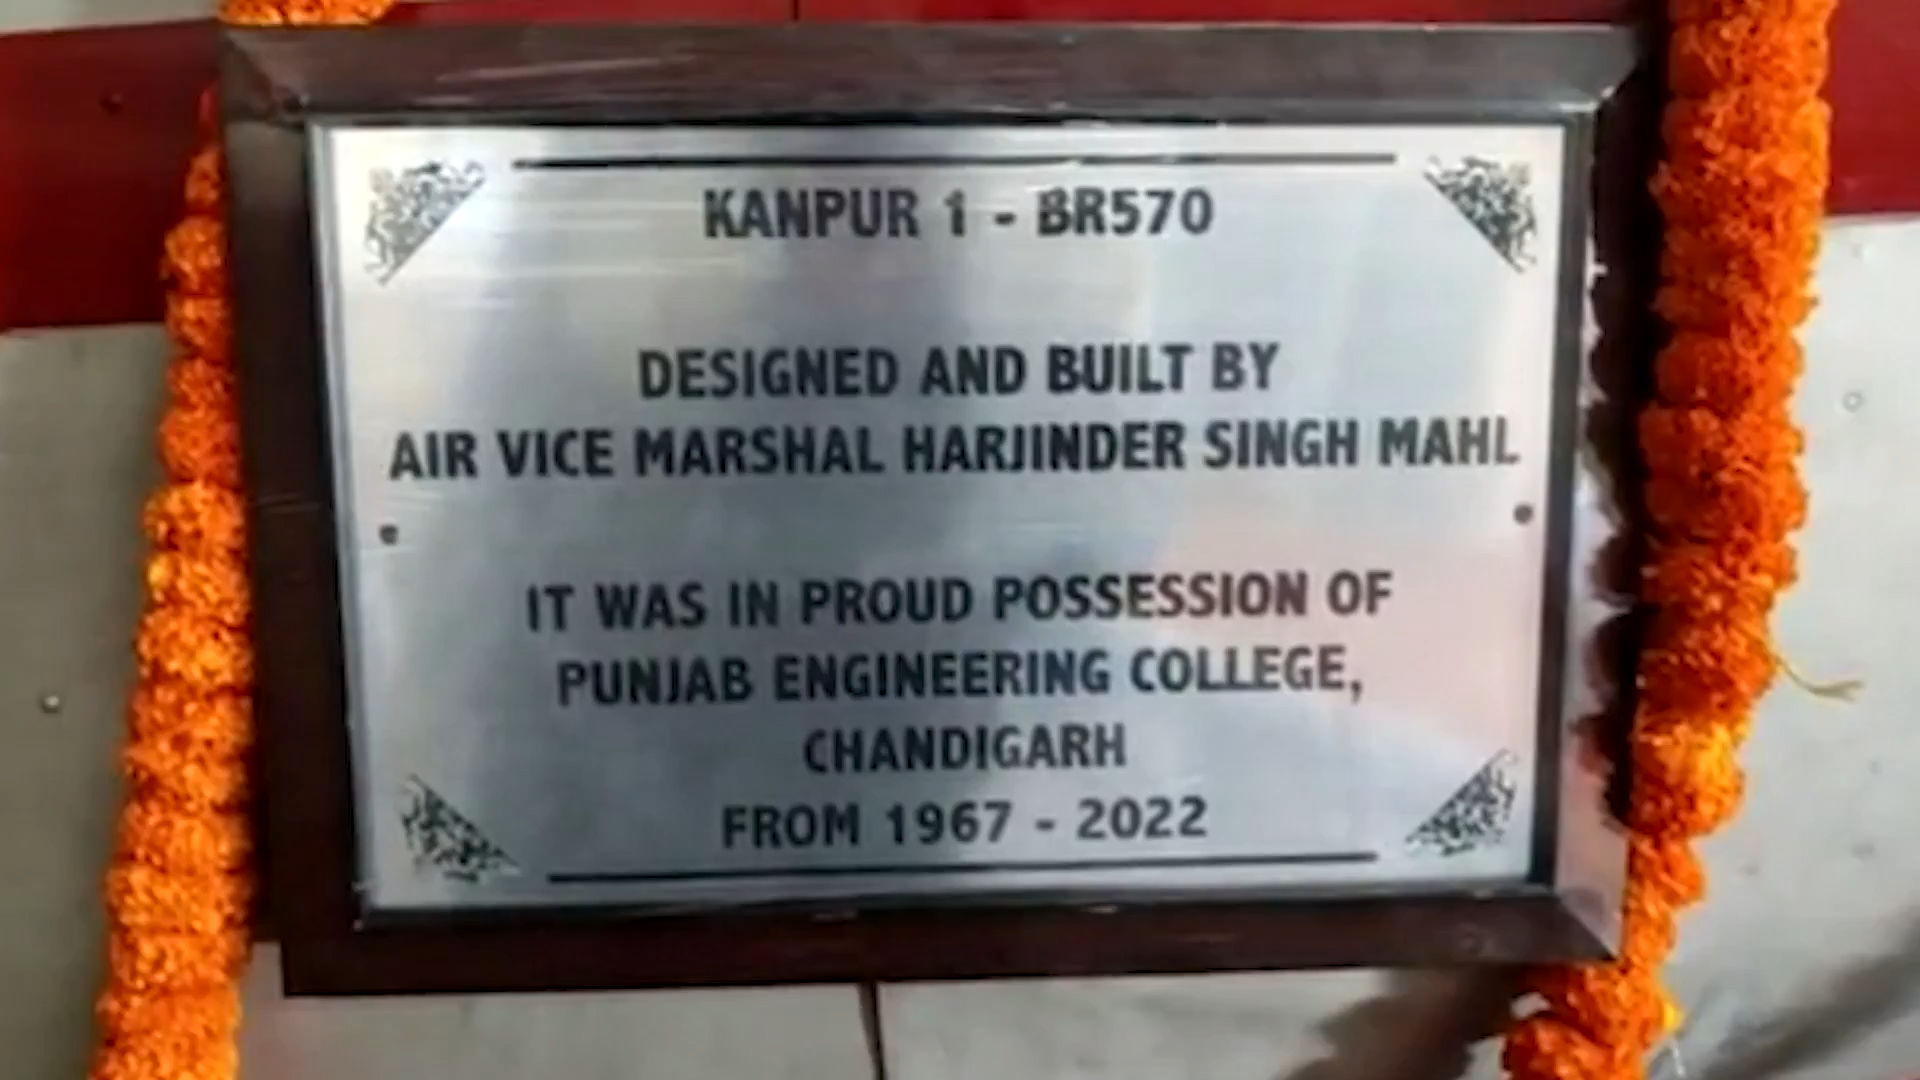 KANPUR 1 - BR570
DESIGNED AND BUILT BY
AIR VICE MARSHAL HARJINDER SINGH MAHL
IT WAS IN PROUD POSSESSION OF
PUNJAB ENGINEERING COLLEGE,
CHANDIGARH
FROM 1967 - 2022